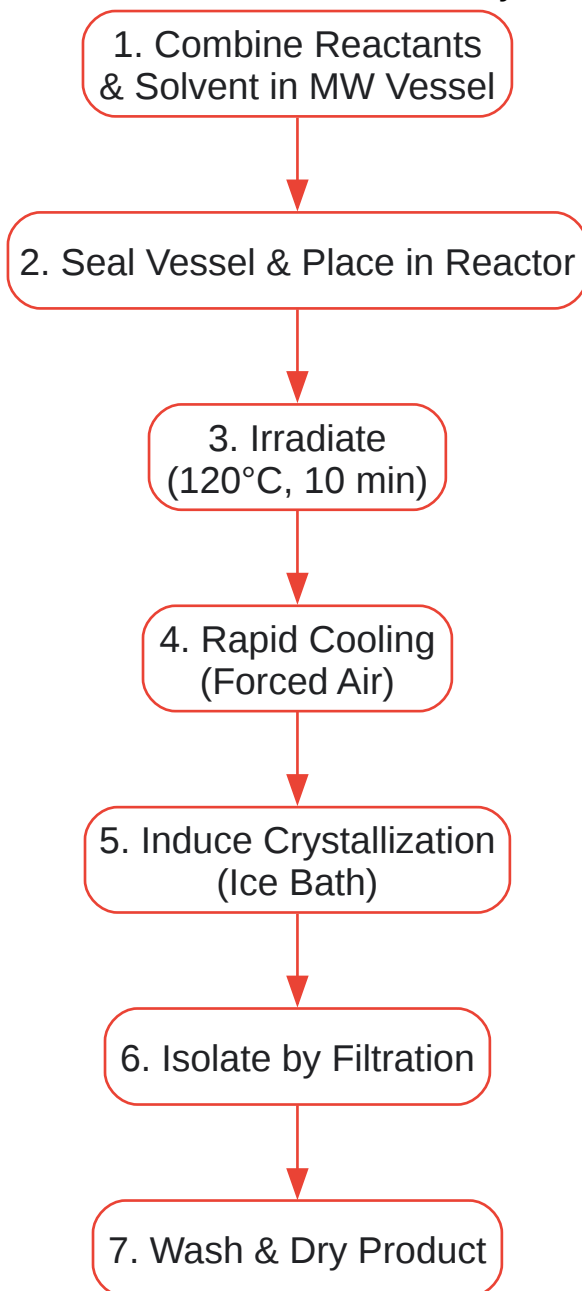 1. Combine Reactants
& Solvent in MW Vessel
2. Seal Vessel & Place in Reactor
3. Irradiate
(120°C, 10 min)
4. Rapid Cooling
(Forced Air)
5. Induce Crystallization
(Ice Bath)
6. Isolate by Filtration
7. Wash & Dry Product